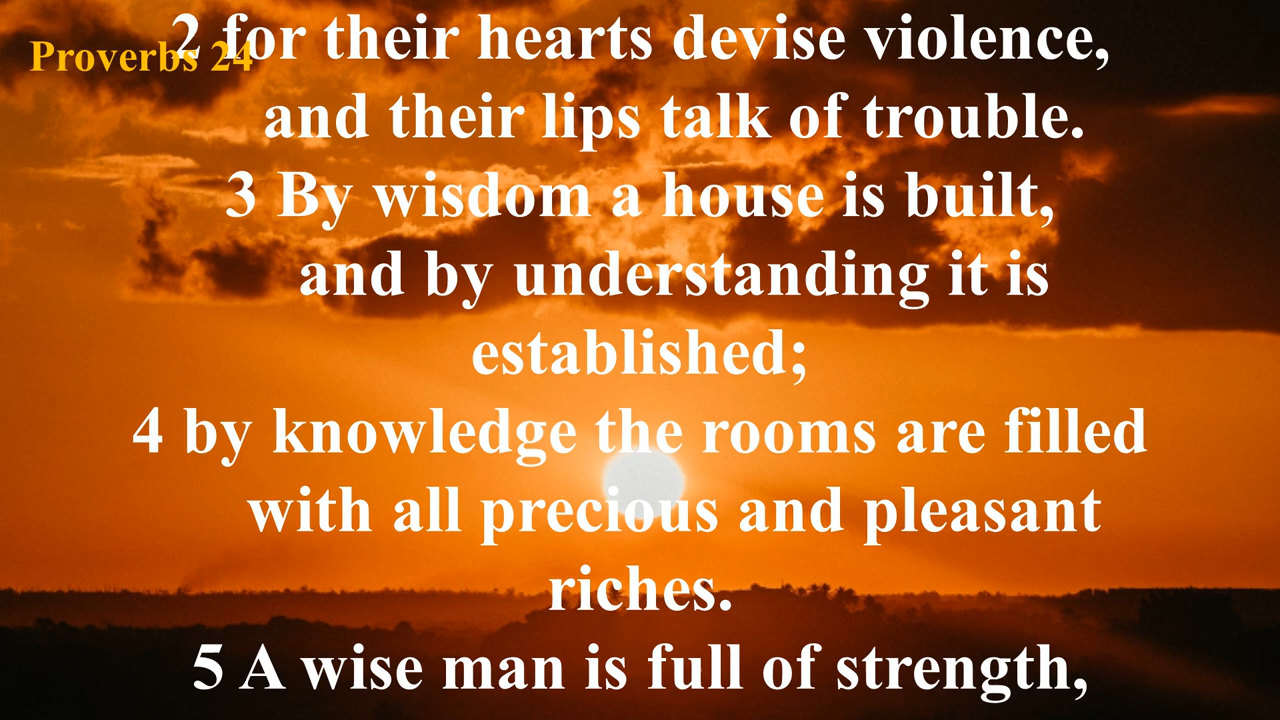 Proverbs 24
2 for their hearts devise violence,
and their lips talk of trouble.
3 By wisdom a house is built,
and by understanding it is
established;
4 by knowledge the rooms are filled
with all precious and pleasant
riches.
5 A wise man is full of strength,